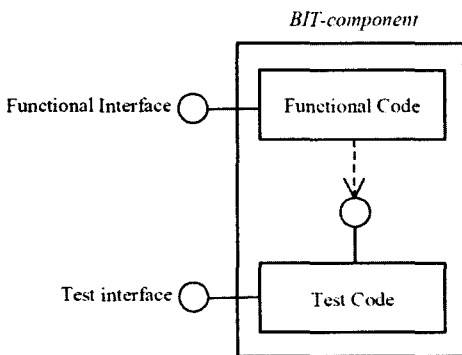 BIT-component
Functional Interface
Functional Code
Test interface
Test Code